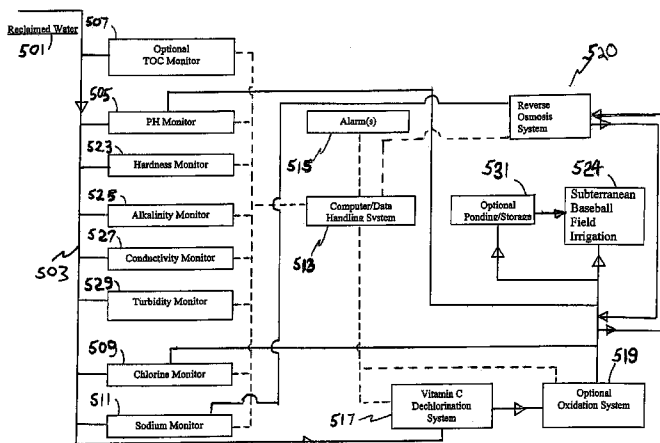 Reclaimed Water
501
507
Optional
TOC Monitor
505
PH Monitor
523
Hardness Monitor
525
Alkalinity Monitor
527
Conductivity Monitor
529
Turbidity Monitor
503
509
Chlorine Monitor
511
Sodium Monitor
Alarm(s)
515
Computer/Data
Handling System
513
520
Reverse
Osmosis
System
531
Optional
Ponding/Storage
524
Subterranean
Baseball
Field
Irrigation
Vitamin C
Dechlorination
System
517
519
Optional
Oxidation System